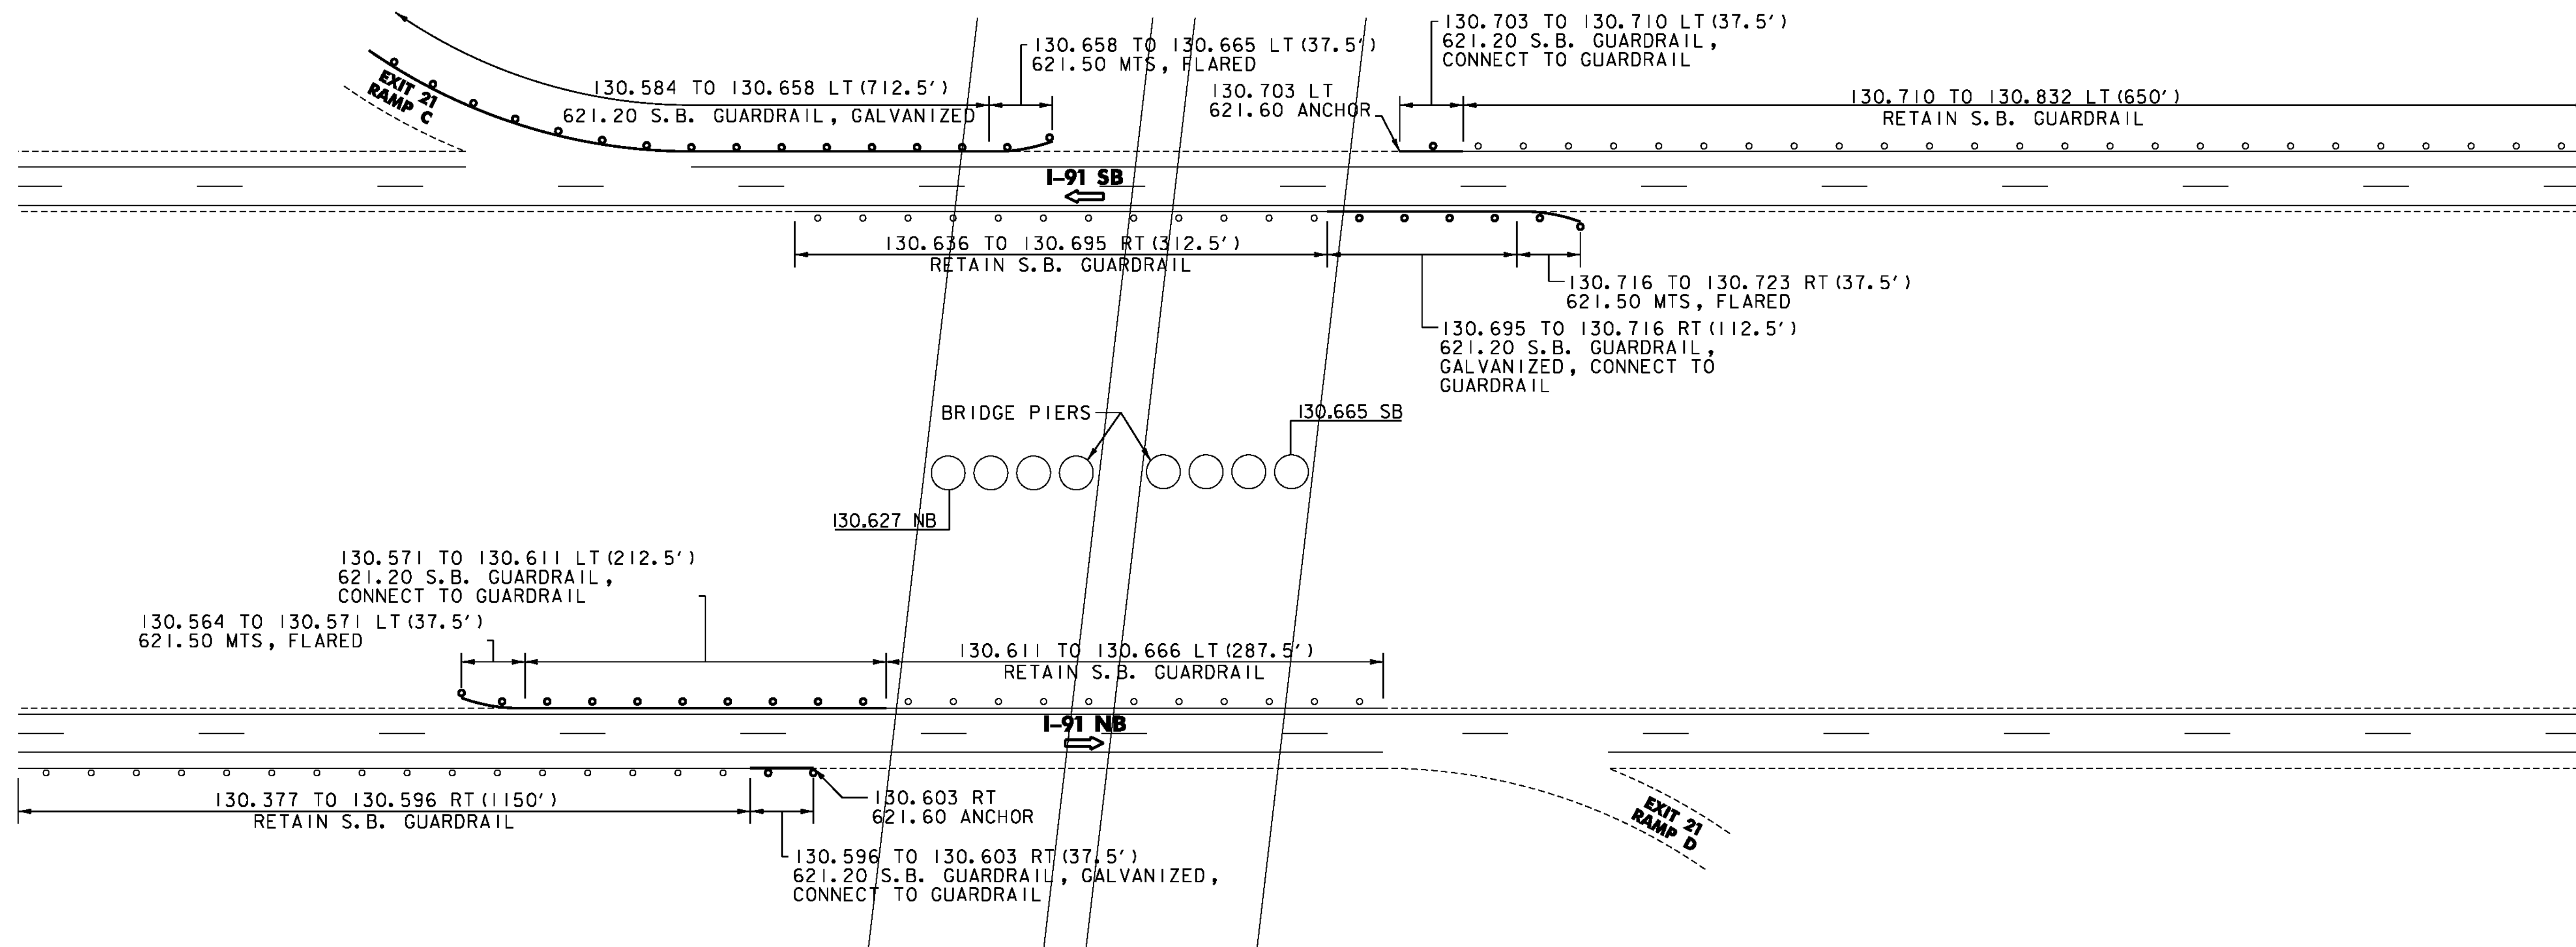 130.703 TO 130.710 LT (37.5')
621.20 S.B. GUARDRAIL,
CONNECT TO GUARDRAIL
130.658 TO 130.665 LT (37.5')
621.50 MTS, FLARED
130.584 TO 130.658 LT (712.5')
621.20 S.B. GUARDRAIL, GALVANIZED
EXIT 21
RAMP C
130.703 LT
621.60 ANCHOR
130.710 TO 130.832 LT (650')
RETAIN S.B. GUARDRAIL
I-91 SB
130.636 TO 130.695 RT (312.5')
RETAIN S.B. GUARDRAIL
130.716 TO 130.723 RT (37.5')
621.50 MTS, FLARED
130.695 TO 130.716 RT (112.5')
621.20 S.B. GUARDRAIL,
GALVANIZED, CONNECT TO
GUARDRAIL
BRIDGE PIERS
130.665 SB
130.627 NB
130.571 TO 130.611 LT (212.5')
621.20 S.B. GUARDRAIL,
CONNECT TO GUARDRAIL
130.564 TO 130.571 LT (37.5')
621.50 MTS, FLARED
130.611 TO 130.666 LT (287.5')
RETAIN S.B. GUARDRAIL
I-91 NB
130.377 TO 130.596 RT (1150')
RETAIN S.B. GUARDRAIL
130.603 RT
621.60 ANCHOR
EXIT 21
RAMP D
130.596 TO 130.603 RT (37.5')
621.20 S.B. GUARDRAIL, GALVANIZED,
CONNECT TO GUARDRAIL